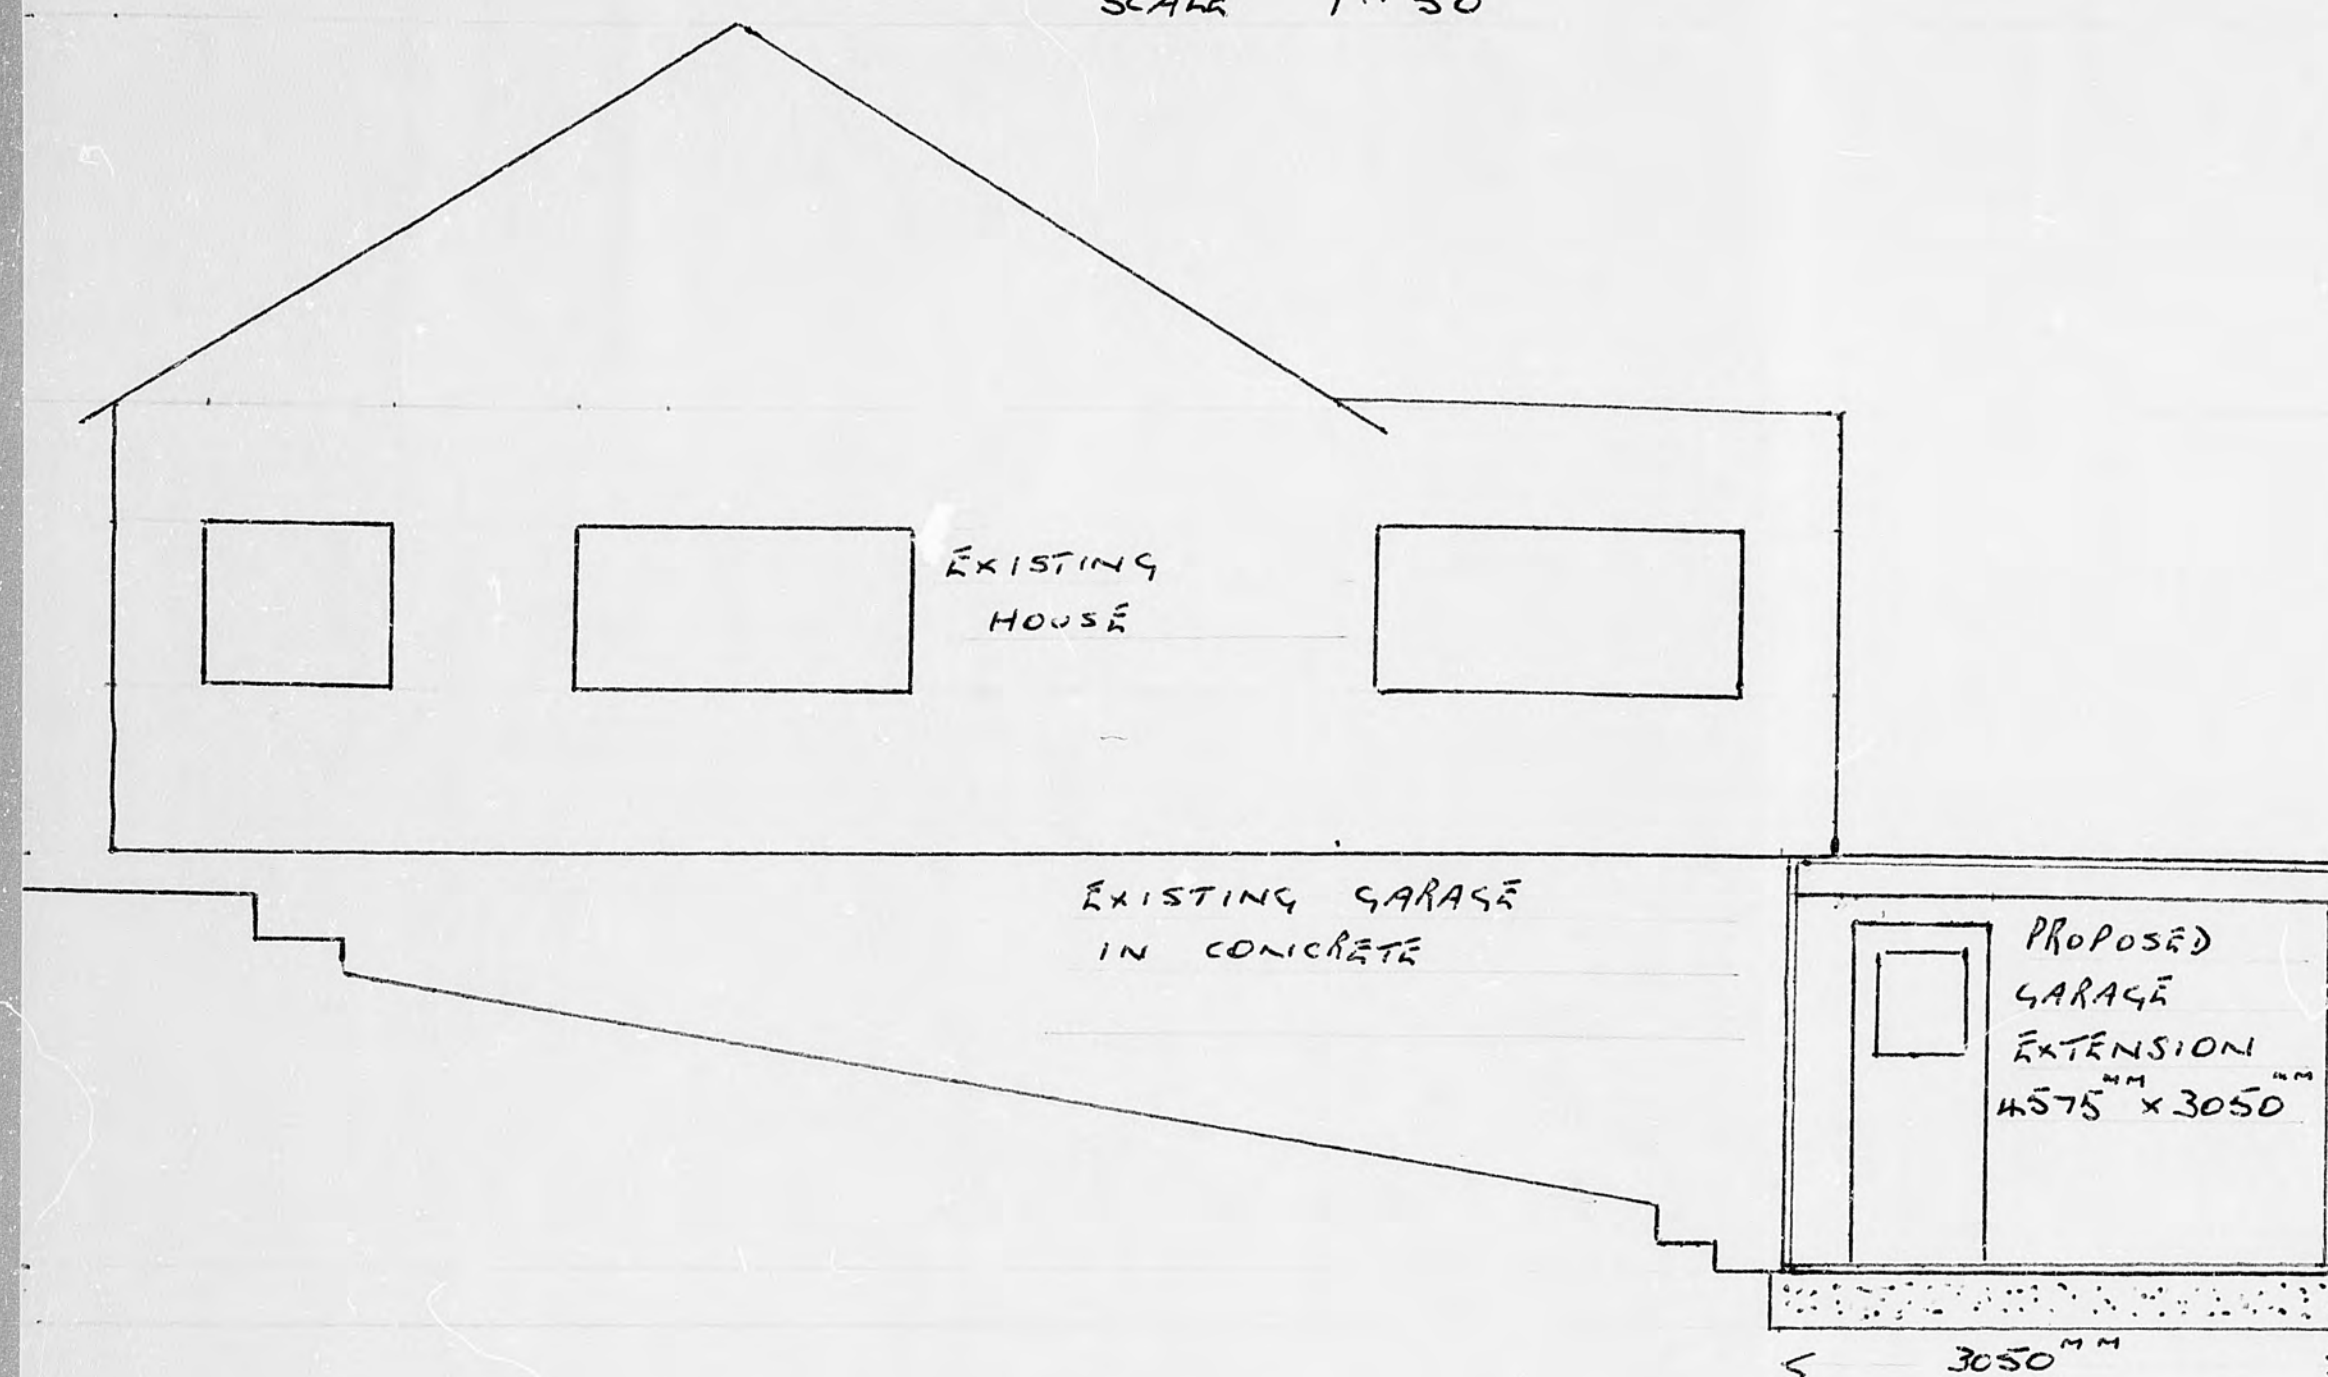 SCALE 1" 50
EXISTING
HOUSE
EXISTING GARAGE
IN CONCRETE
PROPOSED
GARAGE
EXTENSION
4575MM x 3050MM
3050MM